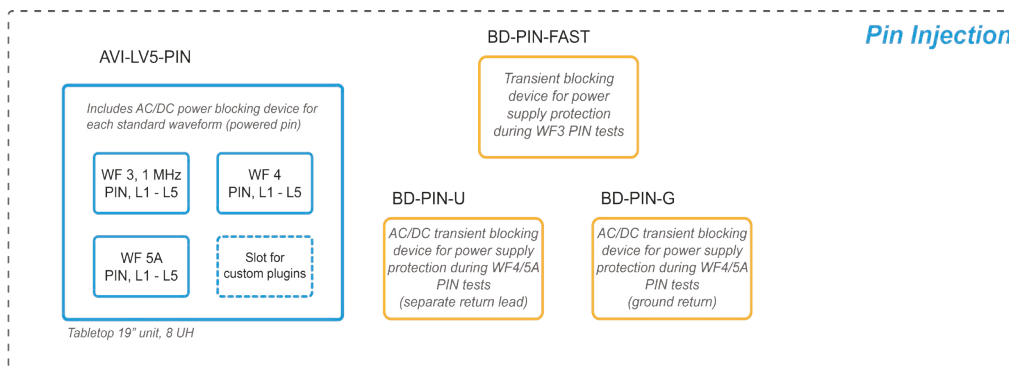 Pin Injection
AVI-LV5-PIN
Includes AC/DC power blocking device for
each standard waveform (powered pin)
WF 3, 1 MHz
PIN, L1 - L5
WF 4
PIN, L1 - L5
WF 5A
PIN, L1 - L5
Slot for
custom plugins
Tabletop 19" unit, 8 UH
BD-PIN-FAST
Transient blocking
device for power
supply protection
during WF3 PIN tests
BD-PIN-U
AC/DC transient blocking
device for power supply
protection during WF4/5A
PIN tests
(separate return lead)
BD-PIN-G
AC/DC transient blocking
device for power supply
protection during WF4/5A
PIN tests
(ground return)